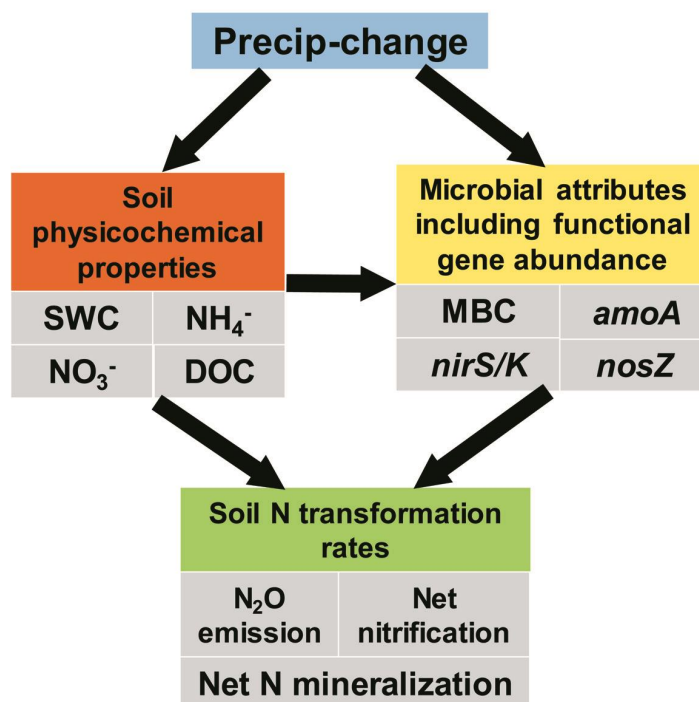 Precip-change
Soil
physicochemical
properties
SWC NH₄⁻
NO₃⁻ DOC
Microbial attributes
including functional
gene abundance
MBC amoA
nirS/K nosZ
Soil N transformation
rates
N₂O
emission
Net
nitrification
Net N mineralization